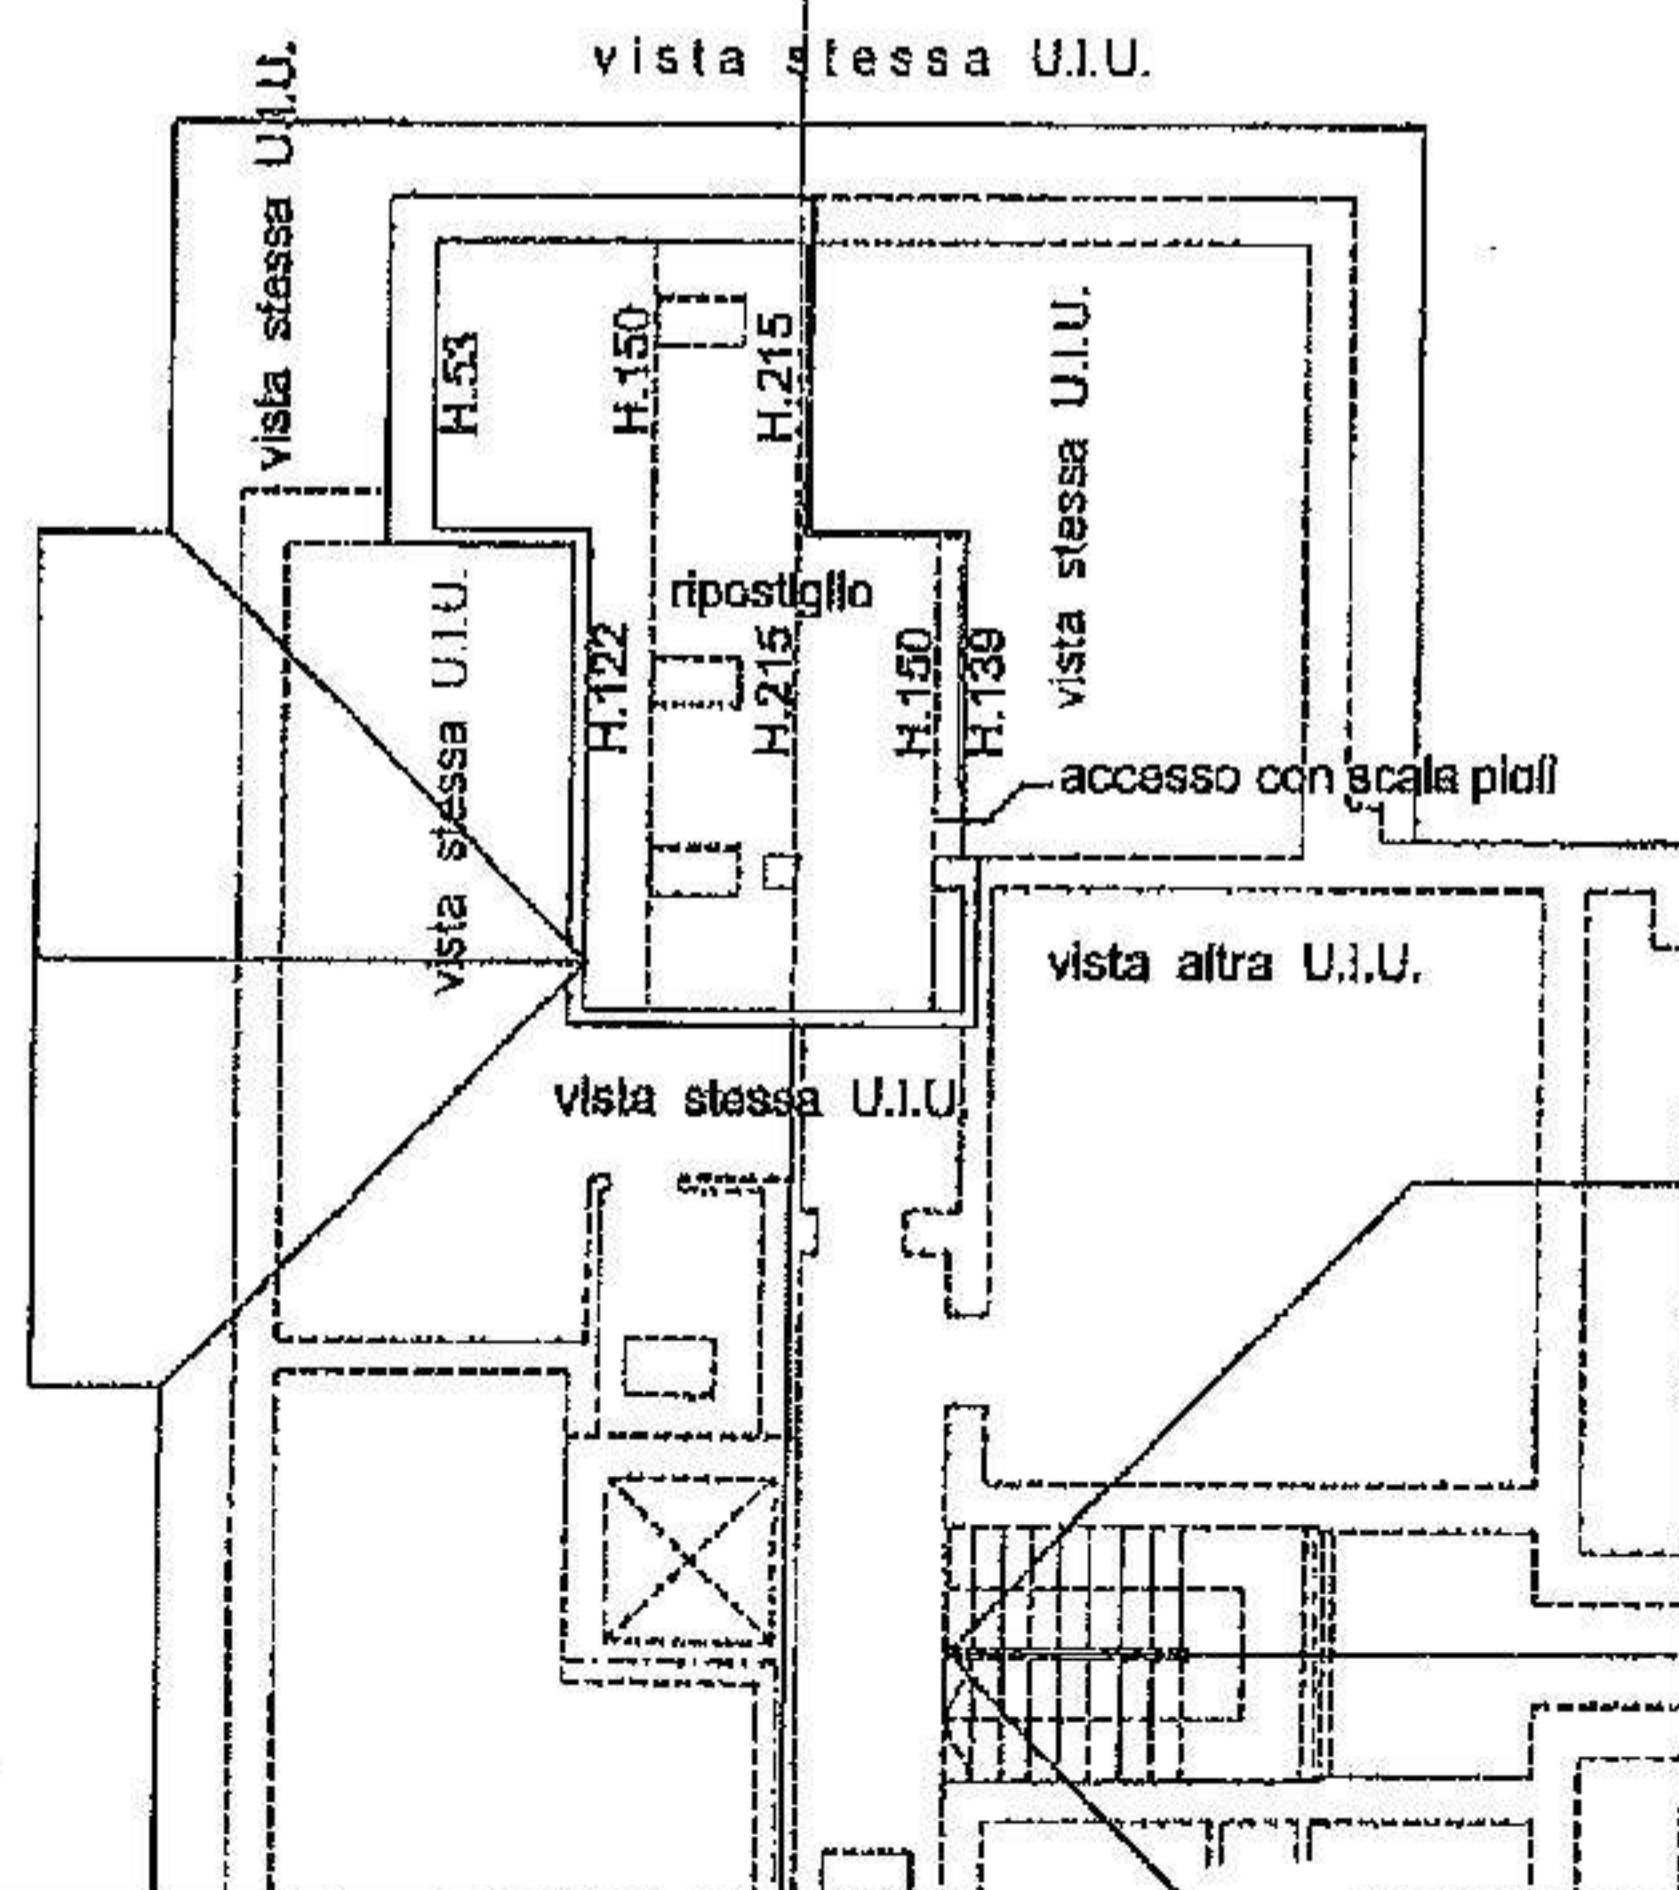 vista stessa U.I.U.
vista stessa U.I.U.
H.53
H.150
H.215
vista stessa U.I.U.
ripostiglio
vista stessa U.I.U.
H.122
H.215
H.150
H.139
accesso con scala pioli
vista altra U.I.U.
vista stessa U.I.U